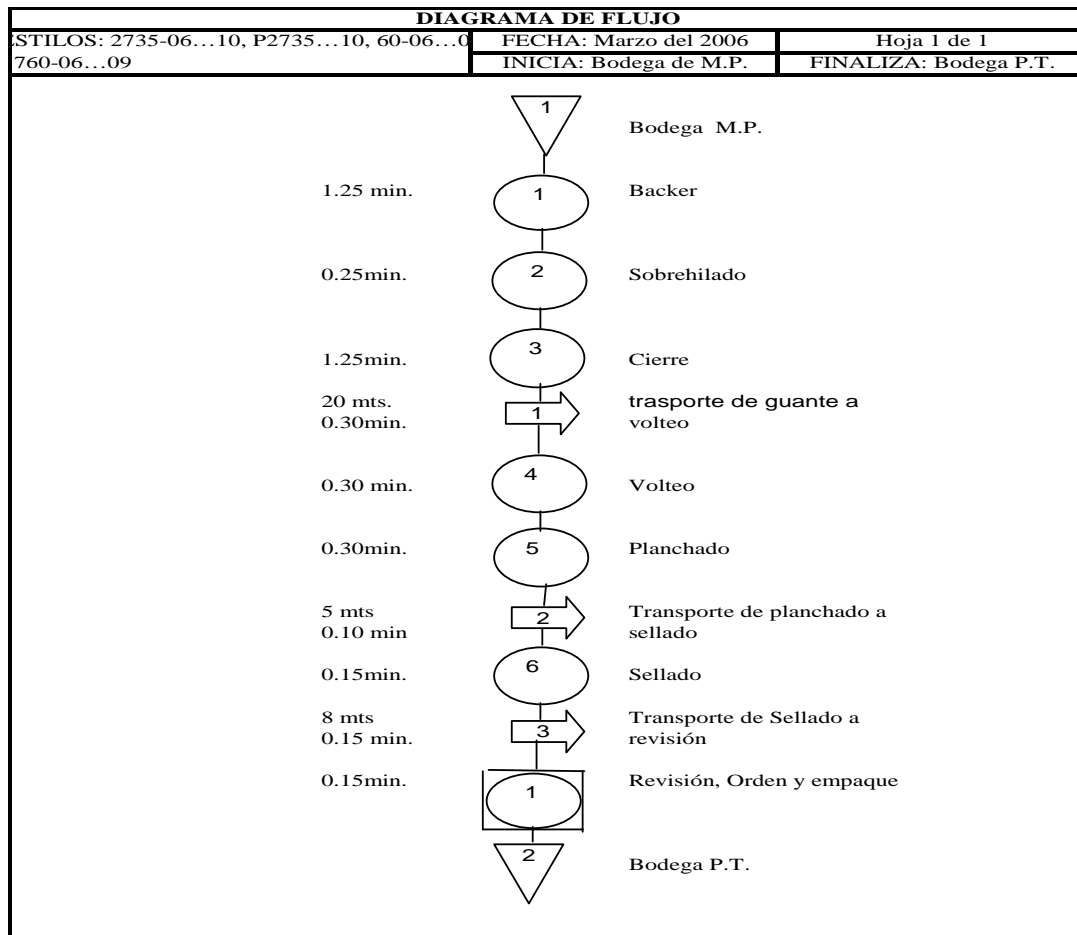 DIAGRAMA DE FLUJO
STILOS: 2735-06…10, P2735…10, 60-06…0 FECHA: Marzo del 2006 Hoja 1 de 1
760-06…09 INICIA: Bodega de M.P. FINALIZA: Bodega P.T.
1
Bodega M.P.
1.25 min. 1 Backer
0.25min. 2 Sobrehilado
1.25min. 3 Cierre
20 mts. trasporte de guante a
0.30min. 1 volteo
0.30 min. 4 Volteo
0.30min. 5 Planchado
5 mts 2 Transporte de planchado a
0.10 min sellado
0.15min. 6 Sellado
8 mts Transporte de Sellado a
0.15 min. 3 revisión
0.15min. 1 Revisión, Orden y empaque
2
Bodega P.T.